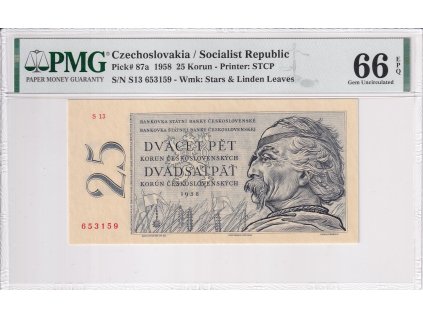 PMG
PAPER MONEY GUARANTY
Czechoslovakia / Socialist Republic
Pick# 87a 1958 25 Korun - Printer: STCP
S/N S13 653159 - Wmk: Stars & Linden Leaves
66 EPQ
Gem Uncirculated
S 13
25
BANKOVKA STÁTNÍ BANKY ČESKOSLOVENSKÉ
BANKOVKA ŠTÁTNEJ BANKY ČESKOSLOVENSKEJ
DVACET PĚT
KORUN ČESKOSLOVENSKÝCH
DVADSAŤPÄŤ
KORÚN ČESKOSLOVENSKÝCH
1958
653159